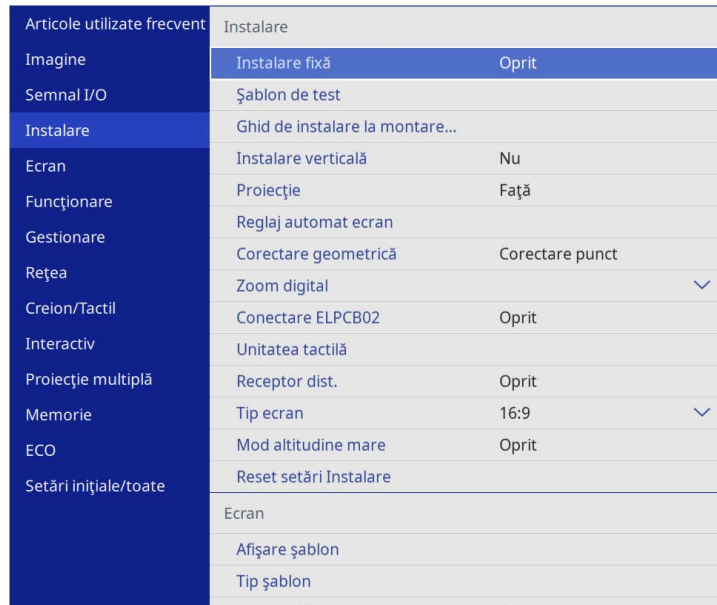 Articole utilizate frecvent
Imagine
Semnal I/O
Instalare
Ecran
Funcţionare
Gestionare
Reţea
Creion/Tactil
Interactiv
Proiecţie multiplă
Memorie
ECO
Setări iniţiale/toate
Instalare
Instalare fixă Oprit
Şablon de test
Ghid de instalare la montare...
Instalare verticală Nu
Proiecţie Faţă
Reglaj automat ecran
Corectare geometrică Corectare punct
Zoom digital
Conectare ELPCB02 Oprit
Unitatea tactilă
Receptor dist. Oprit
Tip ecran 16:9
Mod altitudine mare Oprit
Reset setări Instalare
Ecran
Afişare şablon
Tip şablon